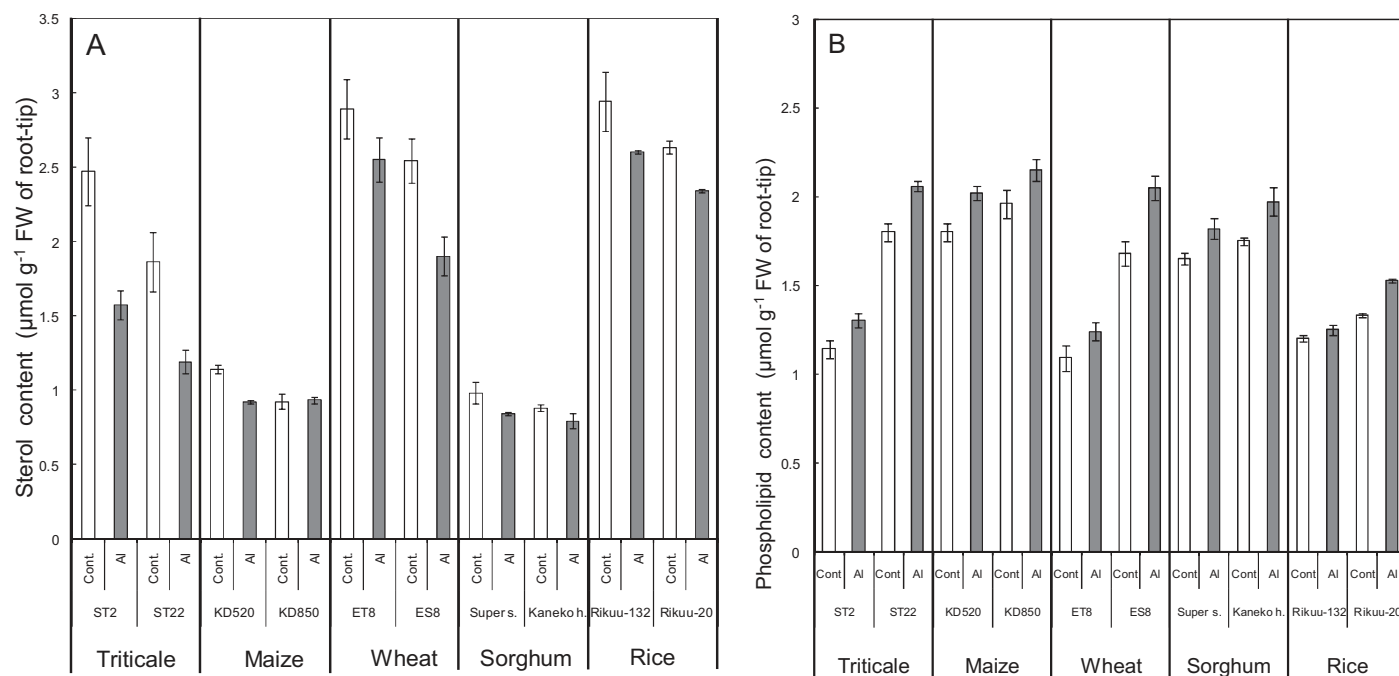 A
Sterol content (μmol g⁻¹ FW of root-tip)
3.5
3
2.5
2
1.5
1
0.5
0
Cont. Al Cont. Al Cont. Al Cont. Al Cont. Al Cont. Al Cont. Al Cont. Al Cont. Al Cont. Al
ST2 ST22 KD520 KD850 ET8 ES8 Super s. Kaneko h. Rikuu-132 Rikuu-20
Triticale Maize Wheat Sorghum Rice
B
Phospholipid content (μmol g⁻¹ FW of root-tip)
3
2.5
2
1.5
1
0.5
0
Cont Al Cont Al Cont Al Cont Al Cont Al Cont Al Cont Al Cont Al Cont Al Cont. Al
ST2 ST22 KD520 KD850 ET8 ES8 Super s. Kaneko h. Rikuu-132 Rikuu-20
Triticale Maize Wheat Sorghum Rice